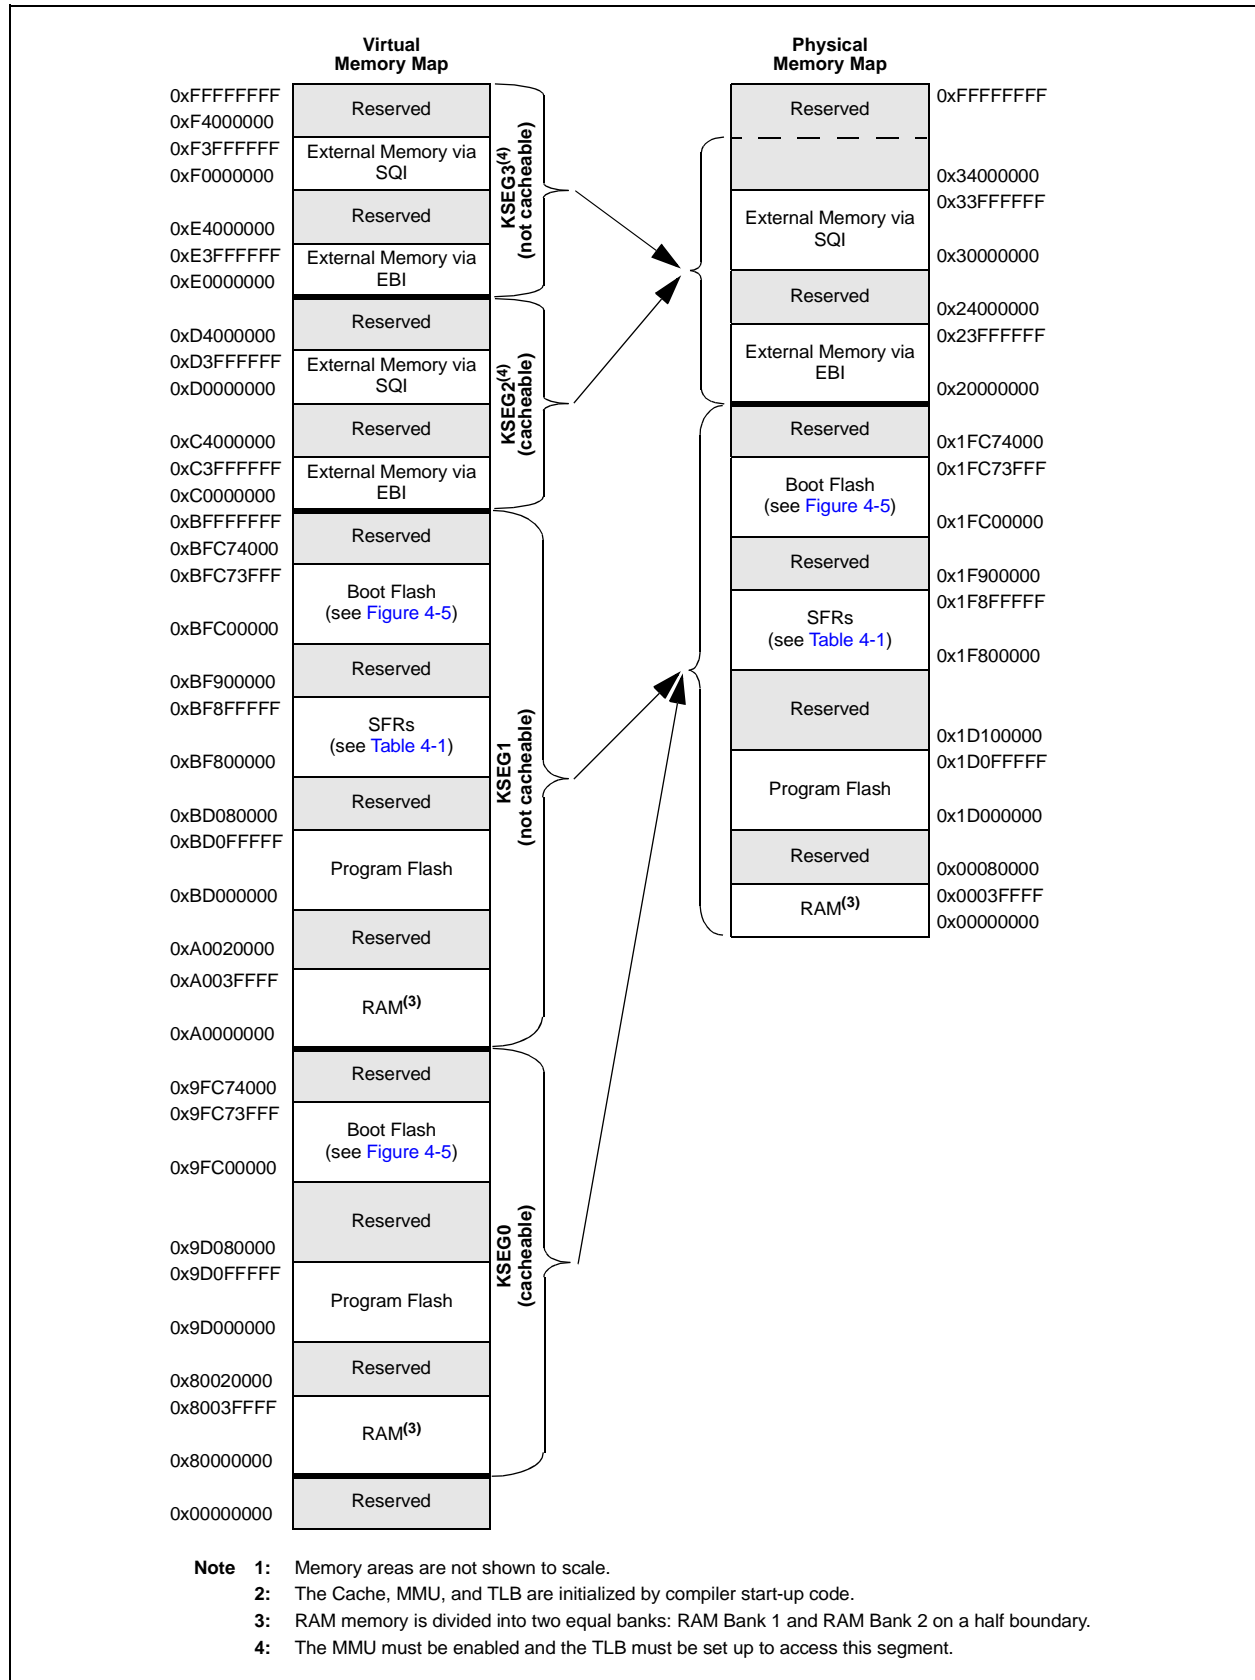 Virtual
Memory Map
0xFFFFFFFF
Reserved
0xF4000000
0xF3FFFFFF
External Memory via
SQI
0xF0000000
Reserved
0xE4000000
0xE3FFFFFF
External Memory via
EBI
0xE0000000
KSEG3(4)
(not cacheable)
Reserved
0xD4000000
0xD3FFFFFF
External Memory via
SQI
0xD0000000
Reserved
0xC4000000
0xC3FFFFFF
External Memory via
EBI
0xC0000000
KSEG2(4)
(cacheable)
0xBFFFFFFF
Reserved
0xBFC74000
0xBFC73FFF
Boot Flash
(see Figure 4-5)
0xBFC00000
Reserved
0xBF900000
0xBF8FFFFF
SFRs
(see Table 4-1)
0xBF800000
Reserved
0xBD080000
0xBD0FFFFF
Program Flash
0xBD000000
Reserved
0xA0020000
0xA003FFFF
RAM(3)
0xA0000000
KSEG1
(not cacheable)
Reserved
0x9FC74000
0x9FC73FFF
Boot Flash
(see Figure 4-5)
0x9FC00000
Reserved
0x9D080000
0x9D0FFFFF
Program Flash
0x9D000000
Reserved
0x80020000
0x8003FFFF
RAM(3)
0x80000000
KSEG0
(cacheable)
Reserved
0x00000000
Physical
Memory Map
0xFFFFFFFF
Reserved
0x34000000
0x33FFFFFF
External Memory via
SQI
0x30000000
Reserved
0x24000000
0x23FFFFFF
External Memory via
EBI
0x20000000
Reserved
0x1FC74000
0x1FC73FFF
Boot Flash
(see Figure 4-5)
0x1FC00000
Reserved
0x1F900000
0x1F8FFFFF
SFRs
(see Table 4-1)
0x1F800000
Reserved
0x1D100000
0x1D0FFFFF
Program Flash
0x1D000000
Reserved
0x00080000
0x0003FFFF
RAM(3)
0x00000000
Note 1: Memory areas are not shown to scale.
2: The Cache, MMU, and TLB are initialized by compiler start-up code.
3: RAM memory is divided into two equal banks: RAM Bank 1 and RAM Bank 2 on a half boundary.
4: The MMU must be enabled and the TLB must be set up to access this segment.